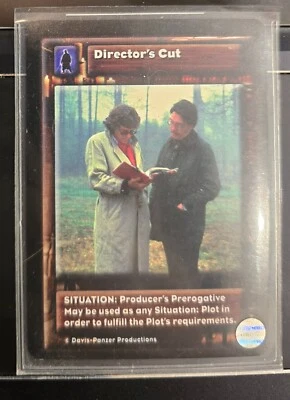 Director's Cut
SITUATION: Producer's Prerogative
May be used as any Situation: Plot in
order to fulfill the Plot's requirements.
© Davis-Panzer Productions